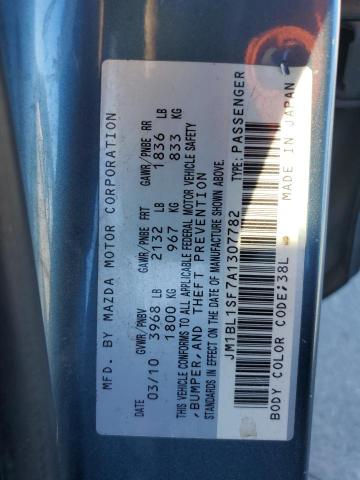 MFD. BY MAZDA MOTOR CORPORATION
DATE GVWR/PNBV GAWR/PNBE FRT GAWR/PNBE RR
03/10 3968 LB 2132 LB 1836 LB
1800 KG 967 KG 833 KG
THIS VEHICLE CONFORMS TO ALL APPLICABLE FEDERAL MOTOR VEHICLE SAFETY
, BUMPER, AND THEFT PREVENTION
STANDARDS IN EFFECT ON THE DATE OF MANUFACTURE SHOWN ABOVE.
JM1BL1SF7A1307782 TYPE: PASSENGER
BODY COLOR CODE;38L MADE IN JAPAN